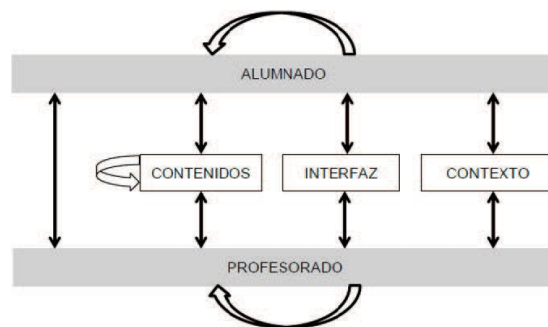 ALUMNADO
CONTENIDOS
INTERFAZ
CONTEXTO
PROFESORADO